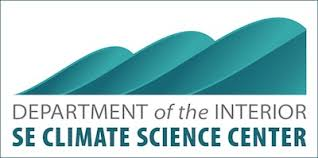 DEPARTMENT of the INTERIOR
SE CLIMATE SCIENCE CENTER